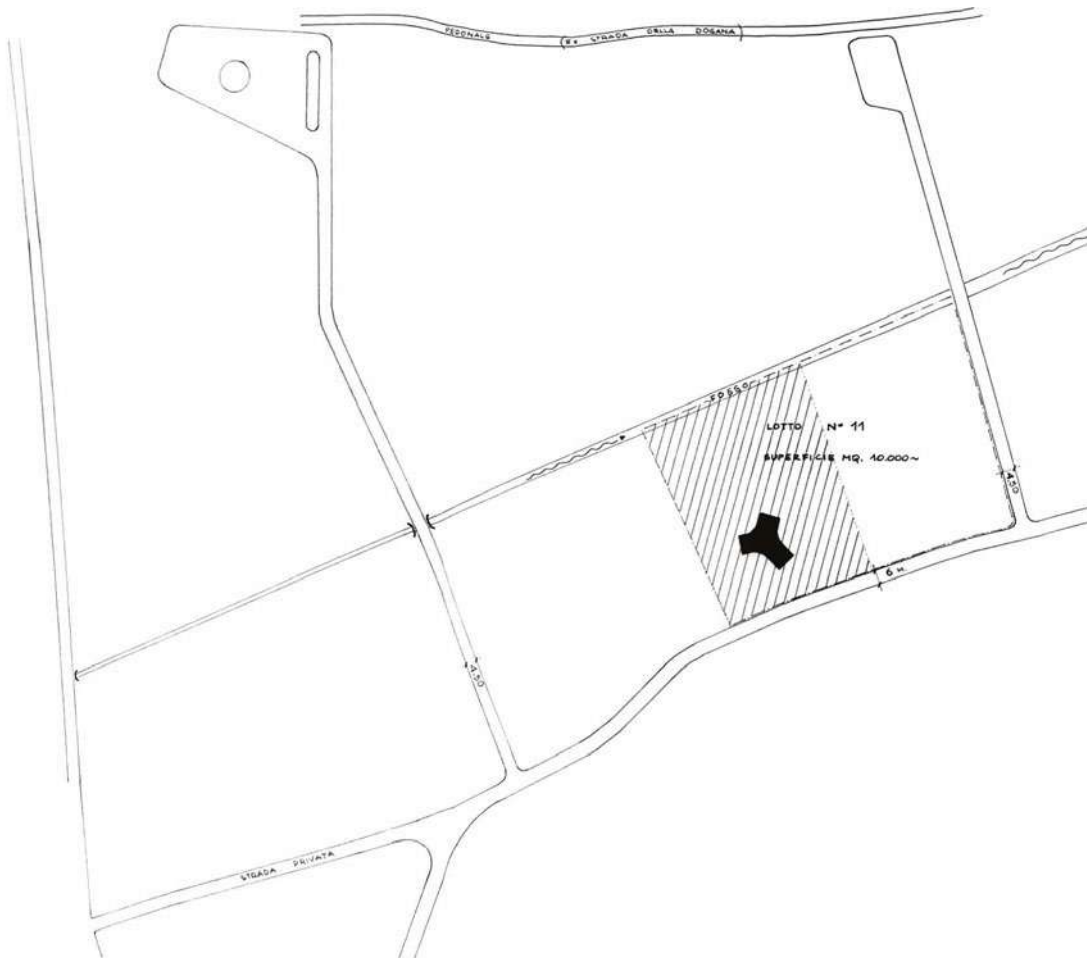 PEDONALE (EX STRADA DELLA DOGANA)
FOSSO
LOTTO N° 11
SUPERFICIE MQ. 10.000~
4.50
6 M.
4.50
STRADA PRIVATA